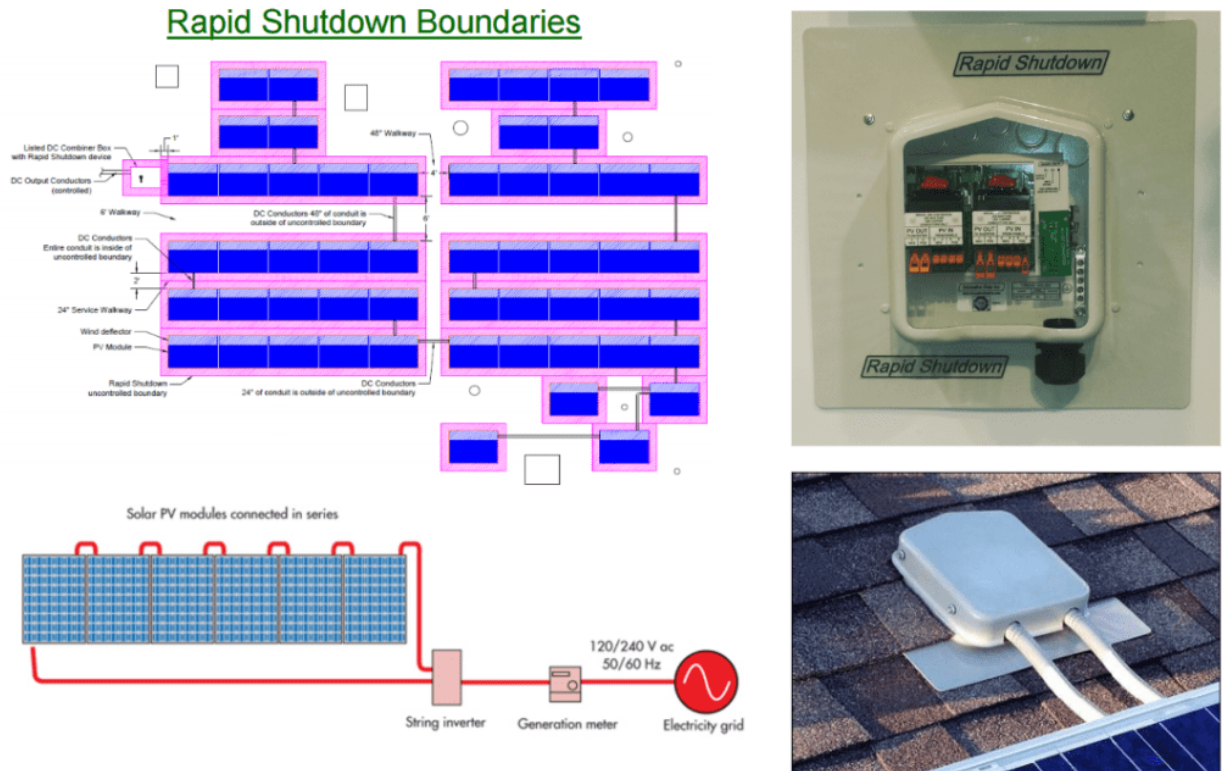 Rapid Shutdown Boundaries
1'
48" Walkway
Listed DC Combiner Box
with Rapid Shutdown device
4'
DC Output Conductors
(controlled)
6' Walkway
DC Conductors 48" of conduit is
outside of uncontrolled boundary
6'
DC Conductors
Entire conduit is inside of
uncontrolled boundary
2'
24" Service Walkway
Wind deflector
PV Module
Rapid Shutdown
uncontrolled boundary
DC Conductors
24" of conduit is outside of uncontrolled boundary
Solar PV modules connected in series
120/240 V ac
50/60 Hz
String inverter
Generation meter
Electricity grid
Rapid Shutdown
PV OUT PV IN
PV OUT PV IN
Rapid Shutdown